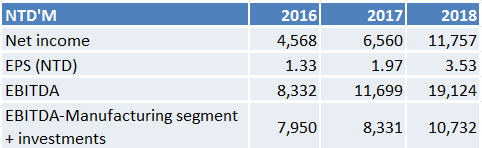 NTD'M 2016 2017 2018
Net income 4,568 6,560 11,757
EPS (NTD) 1.33 1.97 3.53
EBITDA 8,332 11,699 19,124
EBITDA-Manufacturing segment
+ investments 7,950 8,331 10,732